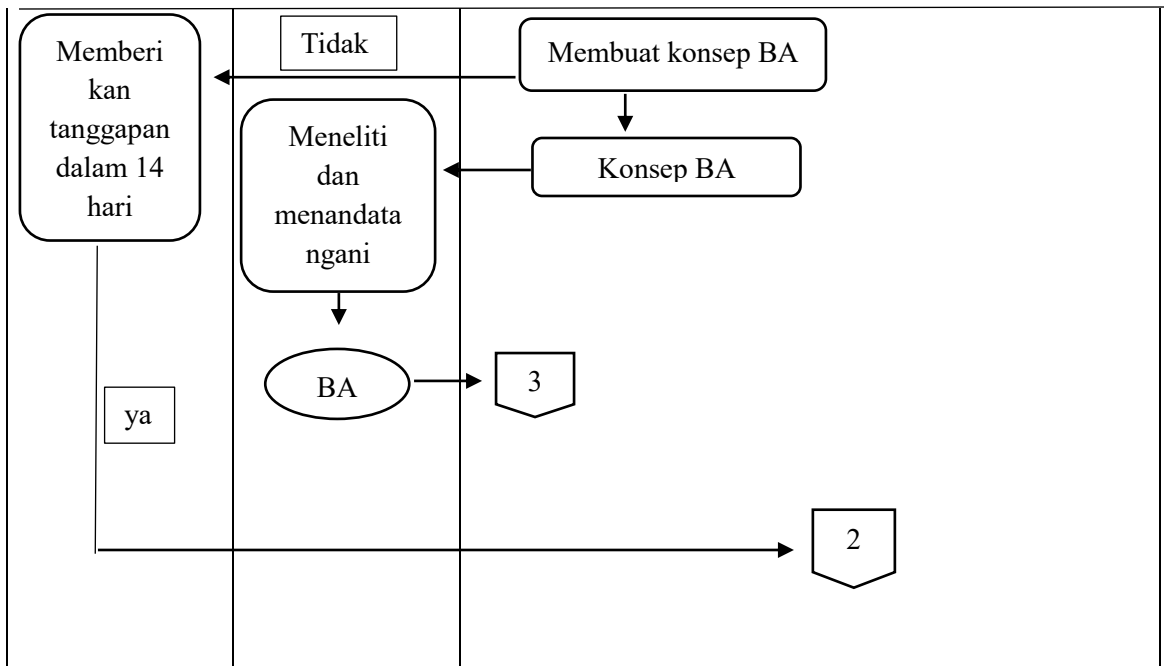 Memberi
kan
tanggapan
dalam 14
hari
Tidak
Membuat konsep BA
Meneliti
dan
menandata
ngani
Konsep BA
BA
3
ya
2